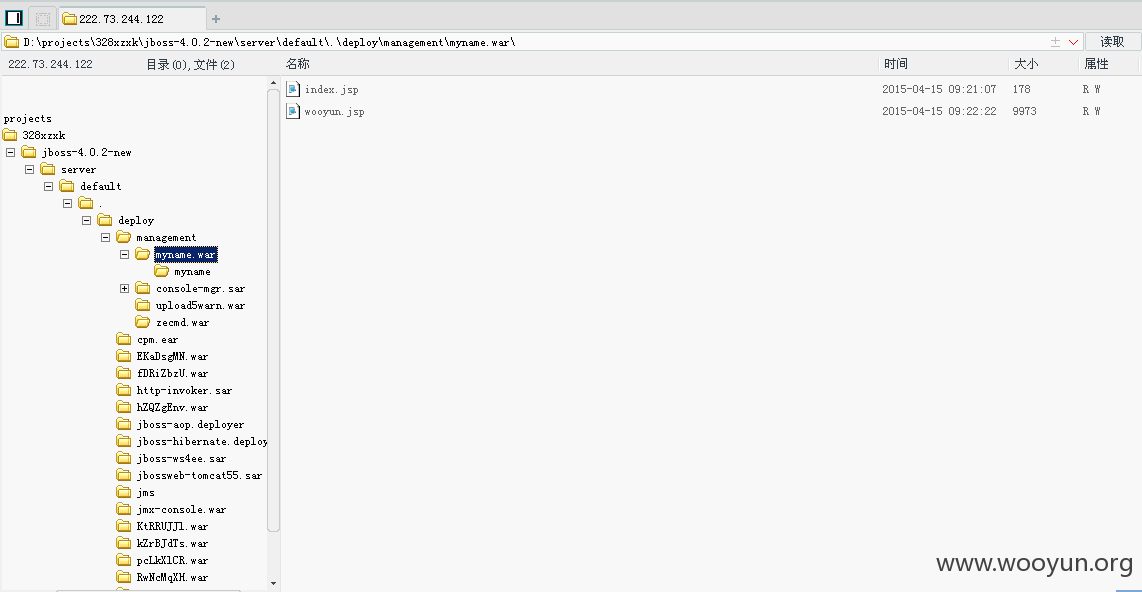 222.73.244.122
D:\projects\328xzxk\jboss-4.0.2-new\server\default\.\deploy\management\myname.war\
读取
222.73.244.122 目录(0),文件(2)
名称 时间 大小 属性
index.jsp 2015-04-15 09:21:07 178 R W
wooyun.jsp 2015-04-15 09:22:22 9973 R W
projects
328xzxk
jboss-4.0.2-new
server
default
.
deploy
management
myname.war
myname
console-mgr.sar
upload5warn.war
zecmd.war
cpm.ear
EKaDsgMN.war
fDRiZbzU.war
http-invoker.sar
hZQZgEnv.war
jboss-aop.deployer
jboss-hibernate.deploy
jboss-ws4ee.sar
jbossweb-tomcat55.sar
jms
jmx-console.war
KtRRUJJl.war
kZrBJdTs.war
pcLkXlCR.war
RwNcMqXH.war
www.wooyun.org